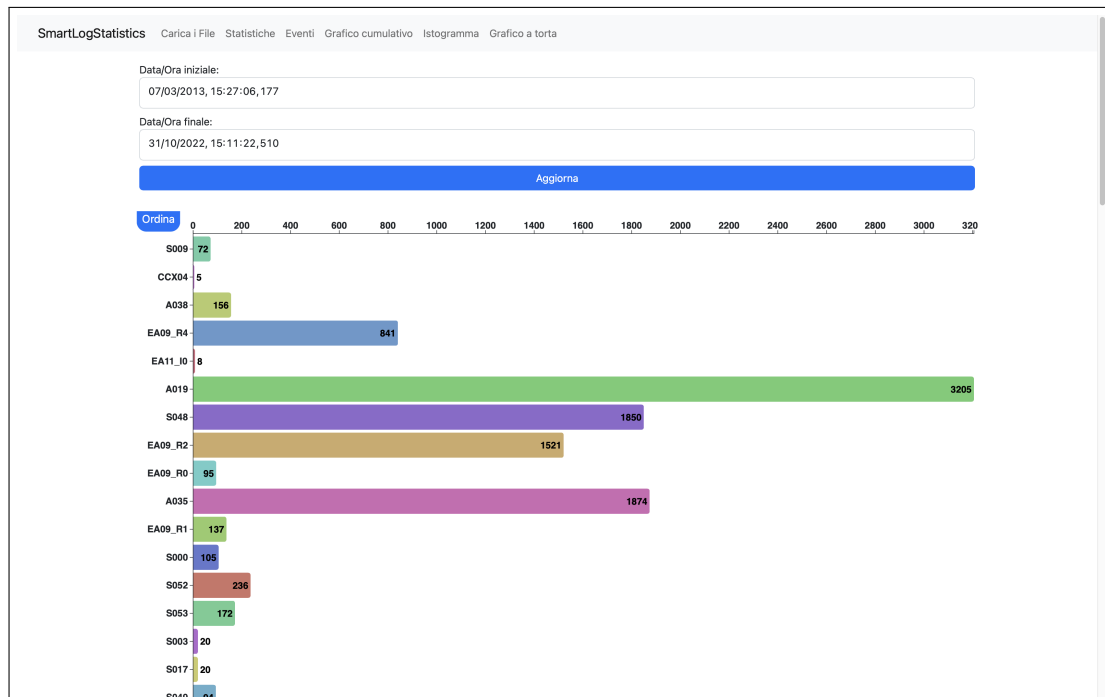 SmartLogStatistics Carica i File Statistiche Eventi Grafico cumulativo Istogramma Grafico a torta
Data/Ora iniziale:
07/03/2013, 15:27:06,177
Data/Ora finale:
31/10/2022, 15:11:22,510
Aggiorna
Ordina
0 200 400 600 800 1000 1200 1400 1600 1800 2000 2200 2400 2600 2800 3000 320
S009 72
CCX04 5
A038 156
EA09_R4 841
EA11_I0 8
A019 3205
S048 1850
EA09_R2 1521
EA09_R0 95
A035 1874
EA09_R1 137
S000 105
S052 236
S053 172
S003 20
S017 20